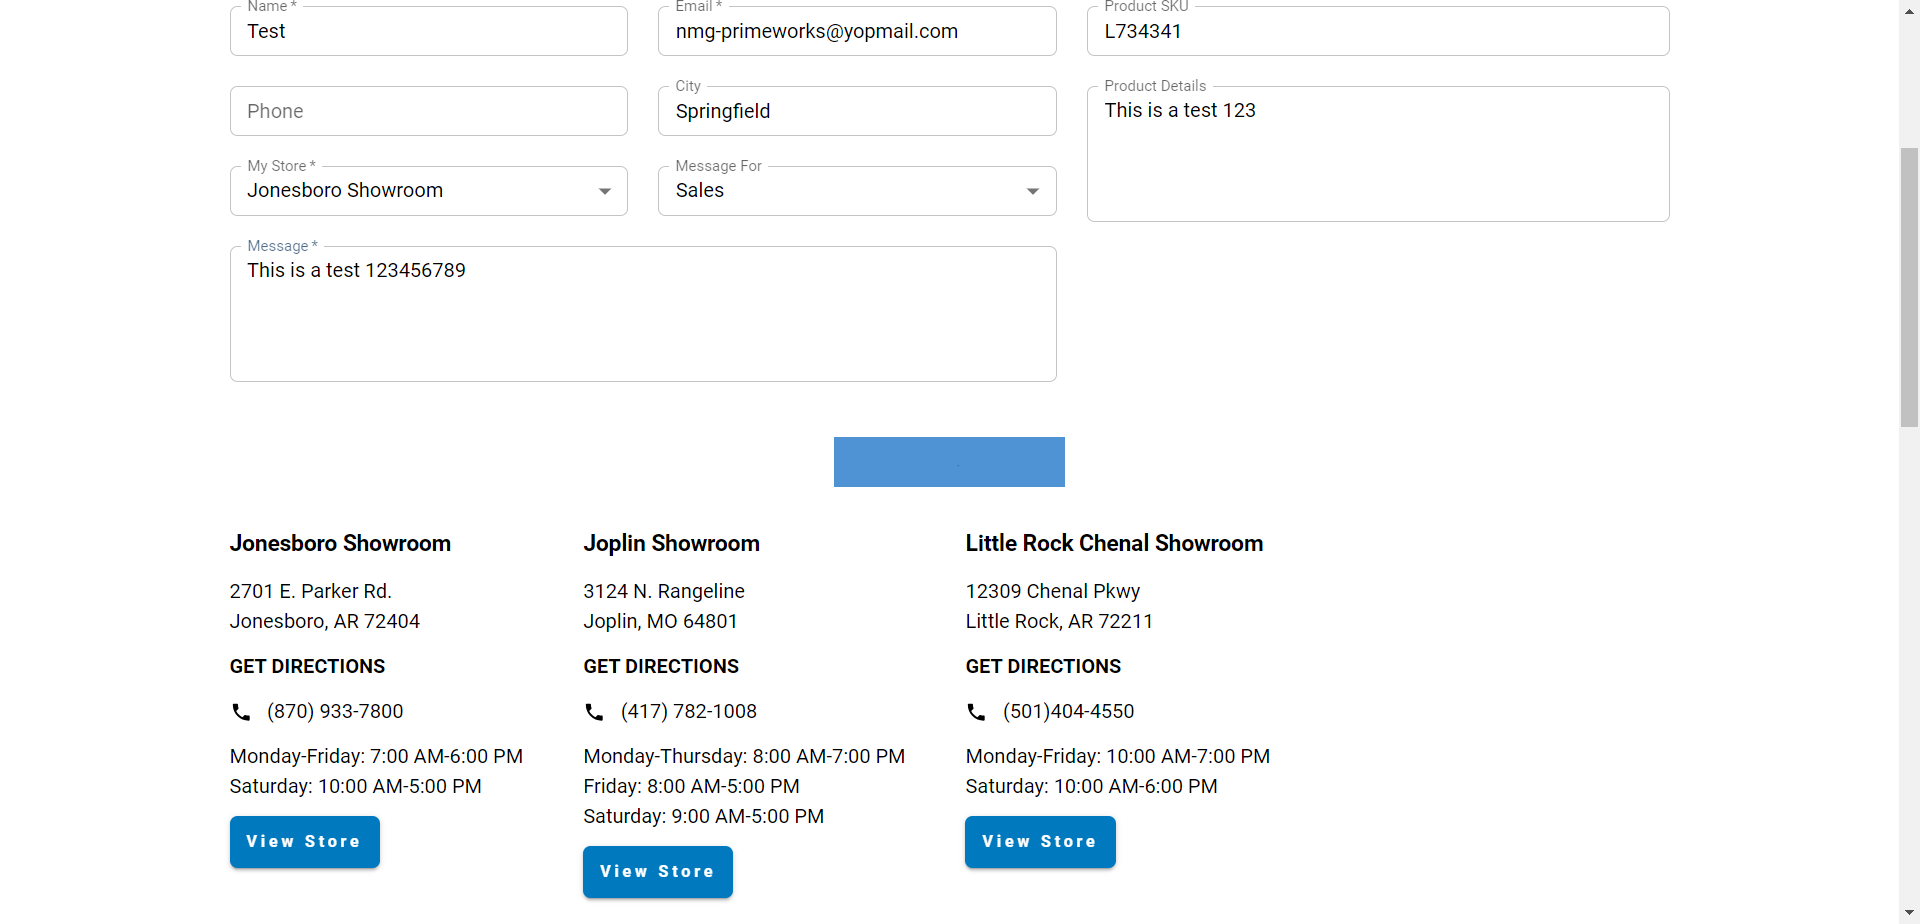 Name *
Test
Email *
nmg-primeworks@yopmail.com
Product SKU
L734341
Phone
City
Springfield
Product Details
This is a test 123
My Store *
Jonesboro Showroom
Message For
Sales
Message *
This is a test 123456789
Jonesboro Showroom
2701 E. Parker Rd.
Jonesboro, AR 72404
GET DIRECTIONS
(870) 933-7800
Monday-Friday: 7:00 AM-6:00 PM
Saturday: 10:00 AM-5:00 PM
View Store
Joplin Showroom
3124 N. Rangeline
Joplin, MO 64801
GET DIRECTIONS
(417) 782-1008
Monday-Thursday: 8:00 AM-7:00 PM
Friday: 8:00 AM-5:00 PM
Saturday: 9:00 AM-5:00 PM
View Store
Little Rock Chenal Showroom
12309 Chenal Pkwy
Little Rock, AR 72211
GET DIRECTIONS
(501)404-4550
Monday-Friday: 10:00 AM-7:00 PM
Saturday: 10:00 AM-6:00 PM
View Store